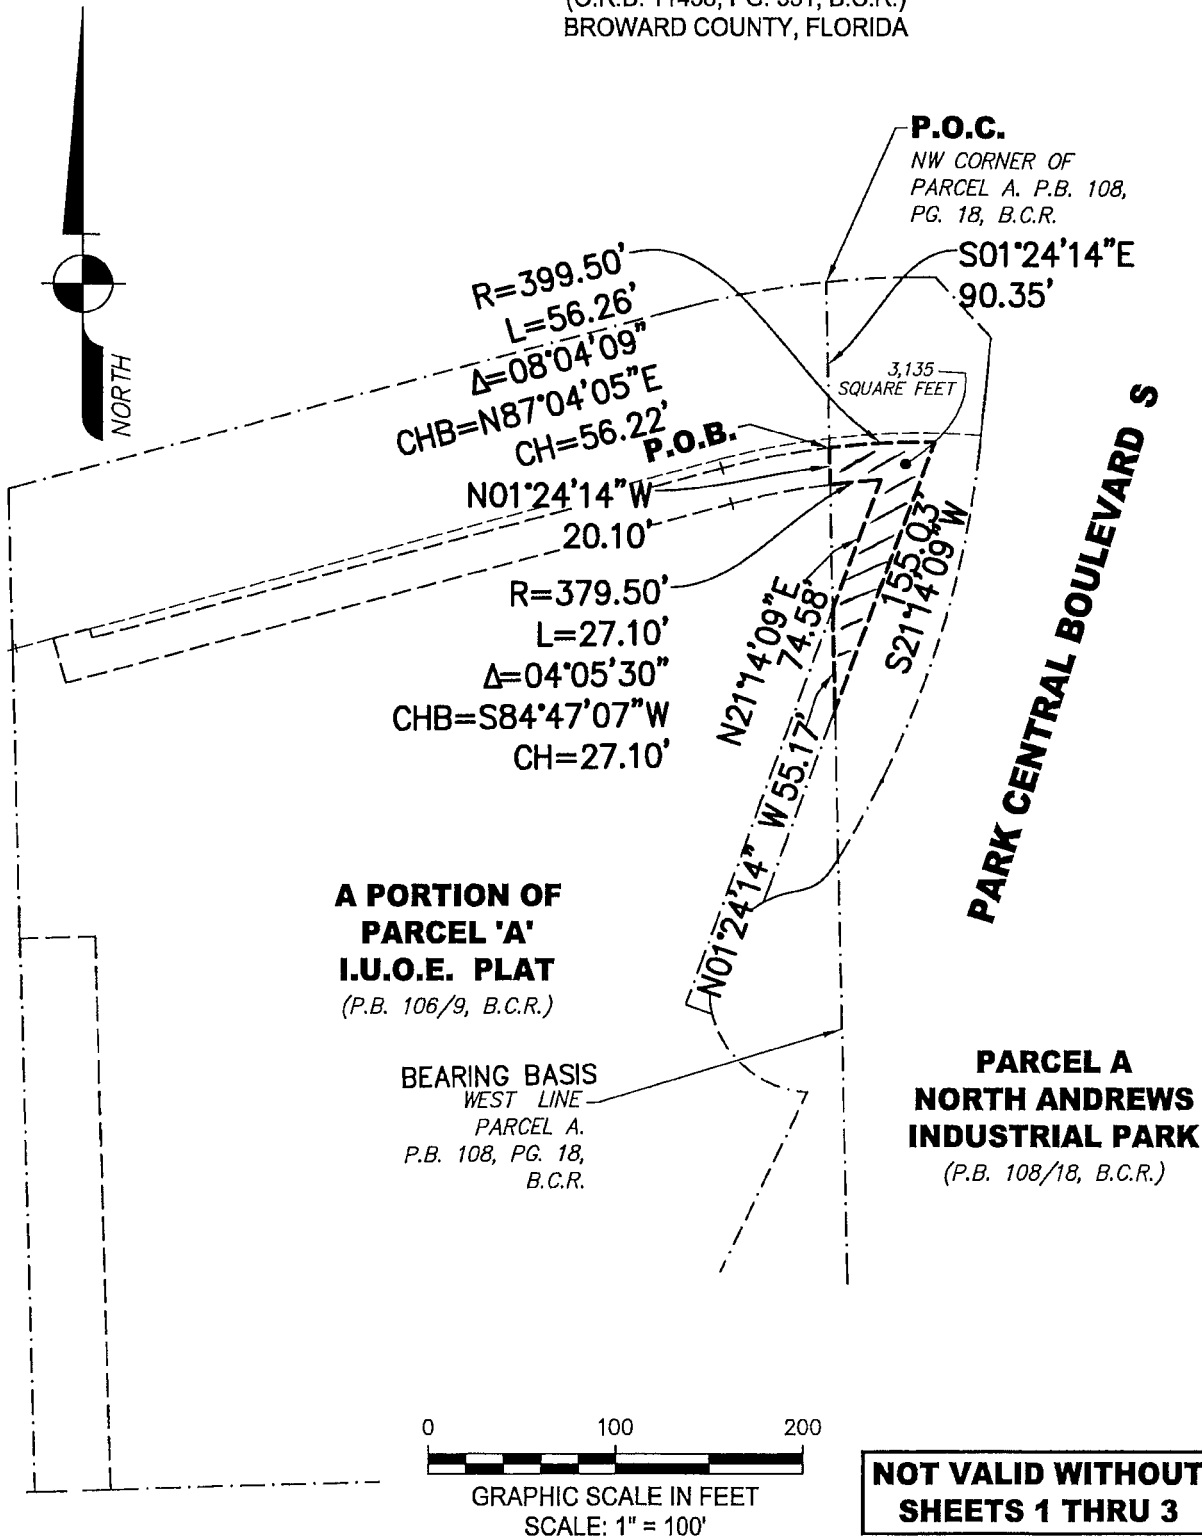 BROWARD COUNTY, FLORIDA
P.O.C.
NW CORNER OF
PARCEL A. P.B. 108,
PG. 18, B.C.R.
S01°24'14"E
90.35'
NORTH
R=399.50'
L=56.26'
Δ=08°04'09"
CHB=N87°04'05"E
CH=56.22'
P.O.B.
3,135
SQUARE FEET
N01°24'14"W
20.10'
R=379.50'
L=27.10'
Δ=04°05'30"
CHB=S84°47'07"W
CH=27.10'
N21°14'09"E
74.58'
155.03'
S21°14'09"W
N01°24'14" W 55.17'
PARK CENTRAL BOULEVARD S
A PORTION OF
PARCEL 'A'
I.U.O.E. PLAT
(P.B. 106/9, B.C.R.)
BEARING BASIS
WEST LINE
PARCEL A.
P.B. 108, PG. 18,
B.C.R.
PARCEL A
NORTH ANDREWS
INDUSTRIAL PARK
(P.B. 108/18, B.C.R.)
0 100 200
GRAPHIC SCALE IN FEET
SCALE: 1" = 100'
NOT VALID WITHOUT
SHEETS 1 THRU 3